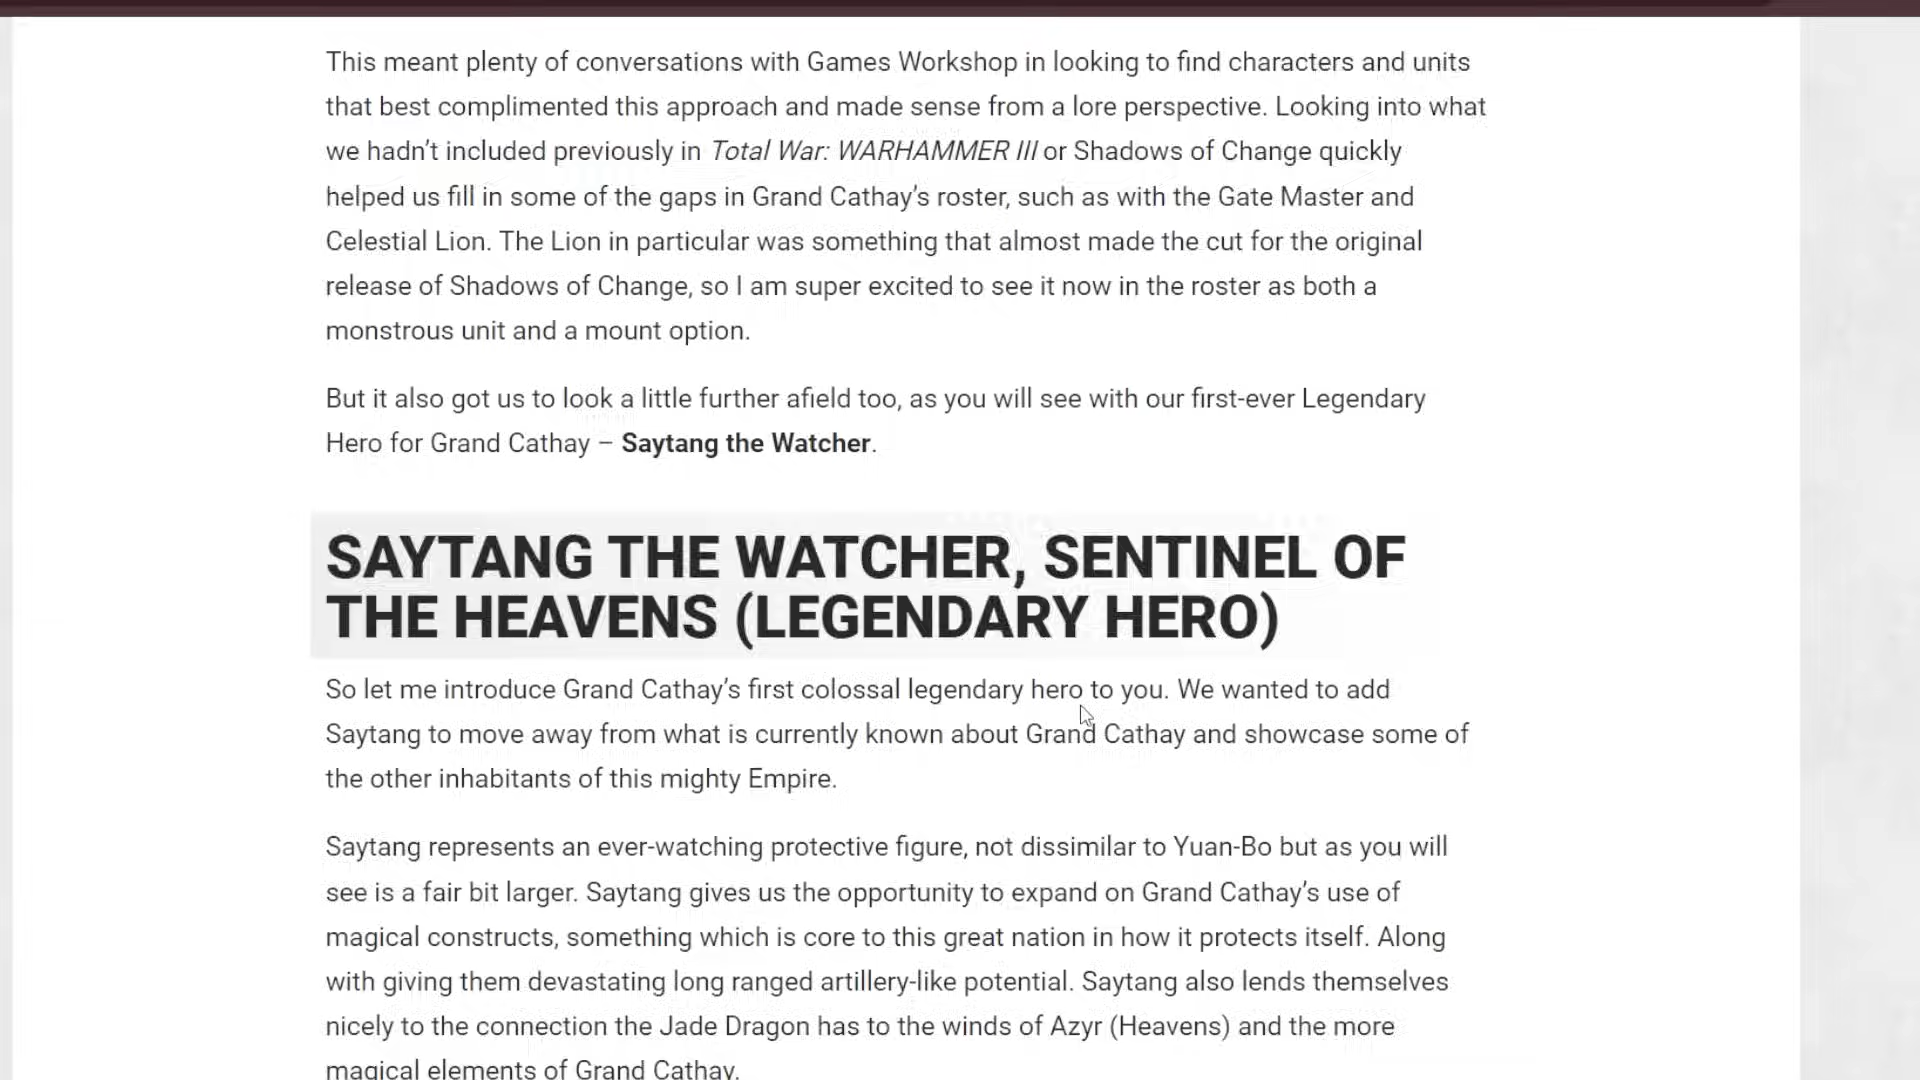 This meant plenty of conversations with Games Workshop in looking to find characters and units
that best complimented this approach and made sense from a lore perspective. Looking into what
we hadn’t included previously in Total War: WARHAMMER III or Shadows of Change quickly
helped us fill in some of the gaps in Grand Cathay’s roster, such as with the Gate Master and
Celestial Lion. The Lion in particular was something that almost made the cut for the original
release of Shadows of Change, so I am super excited to see it now in the roster as both a
monstrous unit and a mount option.
But it also got us to look a little further afield too, as you will see with our first-ever Legendary
Hero for Grand Cathay – Saytang the Watcher.
SAYTANG THE WATCHER, SENTINEL OF
THE HEAVENS (LEGENDARY HERO)
So let me introduce Grand Cathay’s first colossal legendary hero to you. We wanted to add
Saytang to move away from what is currently known about Grand Cathay and showcase some of
the other inhabitants of this mighty Empire.
Saytang represents an ever-watching protective figure, not dissimilar to Yuan-Bo but as you will
see is a fair bit larger. Saytang gives us the opportunity to expand on Grand Cathay’s use of
magical constructs, something which is core to this great nation in how it protects itself. Along
with giving them devastating long ranged artillery-like potential. Saytang also lends themselves
nicely to the connection the Jade Dragon has to the winds of Azyr (Heavens) and the more
magical elements of Grand Cathay.